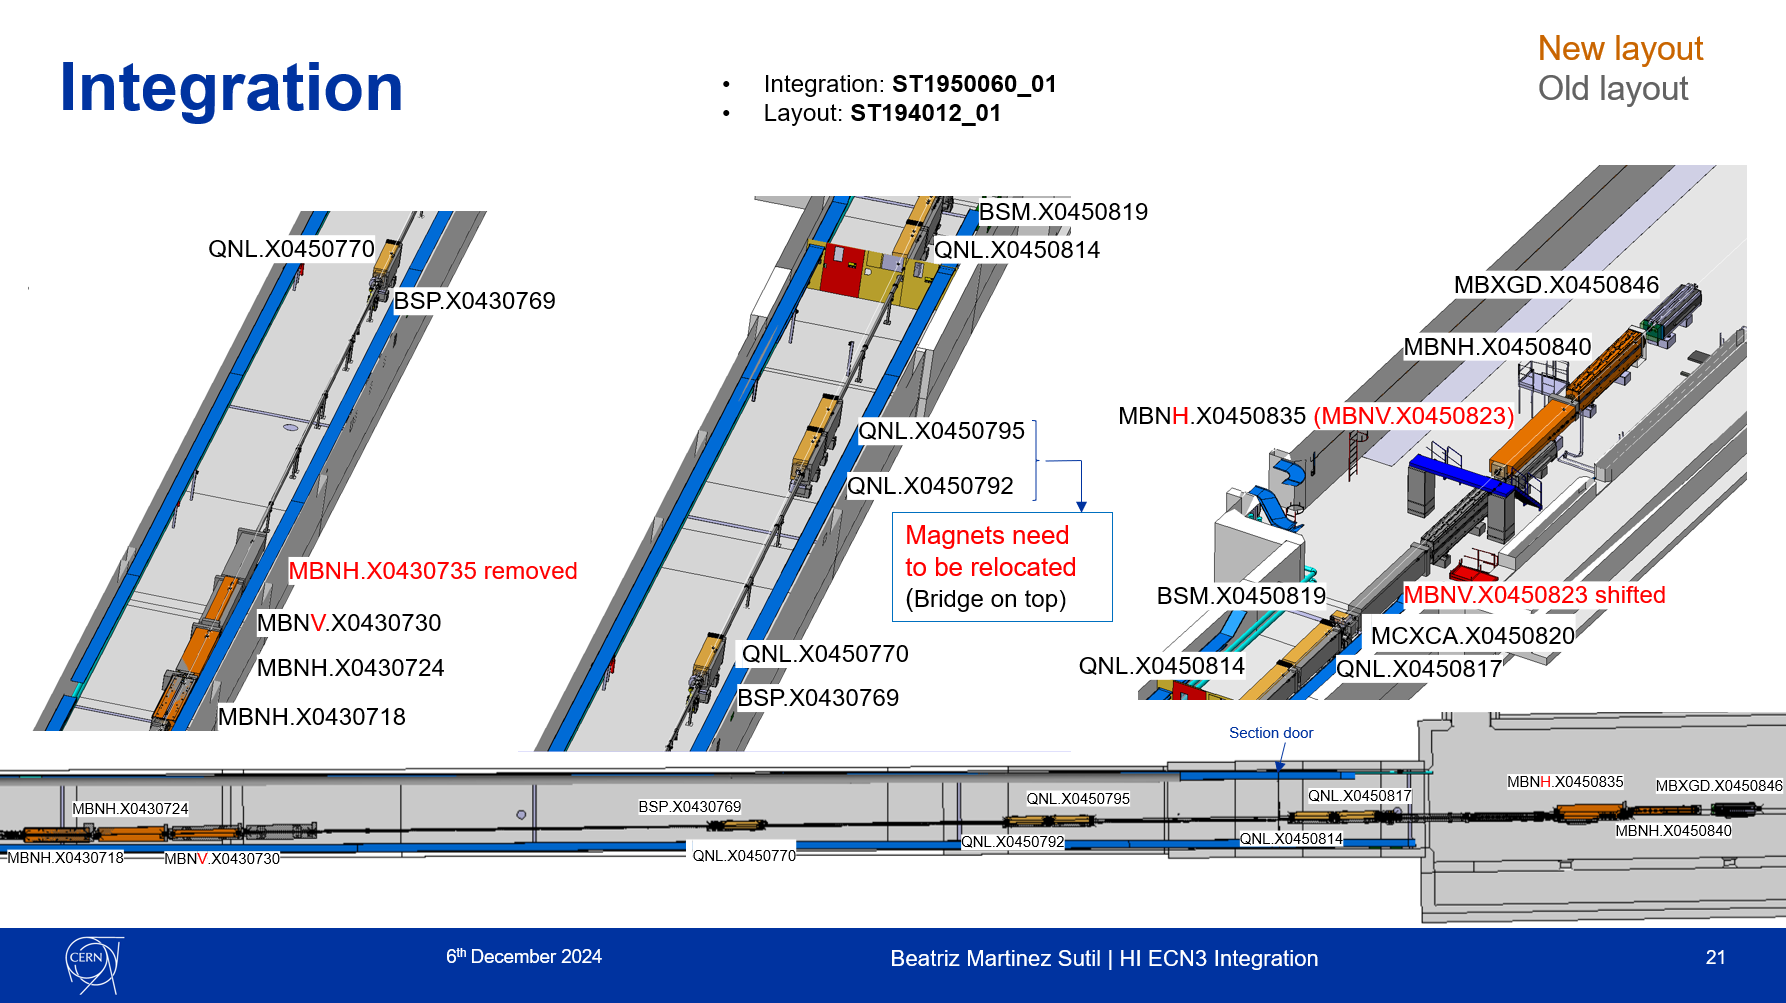 Integration
• Integration: ST1950060_01
• Layout: ST194012_01
New layout
Old layout
QNL.X0450770
BSP.X0430769
MBNH.X0430735 removed
MBNV.X0430730
MBNH.X0430724
MBNH.X0430718
BSM.X0450819
QNL.X0450814
QNL.X0450795
QNL.X0450792
Magnets need
to be relocated
(Bridge on top)
QNL.X0450770
BSP.X0430769
MBXGD.X0450846
MBNH.X0450840
MBNH.X0450835 (MBNV.X0450823)
BSM.X0450819
MBNV.X0450823 shifted
MCXCA.X0450820
QNL.X0450814
QNL.X0450817
Section door
MBNH.X0430724
BSP.X0430769
QNL.X0450795
QNL.X0450817
MBNH.X0450835
MBXGD.X0450846
MBNH.X0430718
MBNV.X0430730
QNL.X0450770
QNL.X0450792
QNL.X0450814
MBNH.X0450840
CERN
6th December 2024
Beatriz Martinez Sutil | HI ECN3 Integration
21